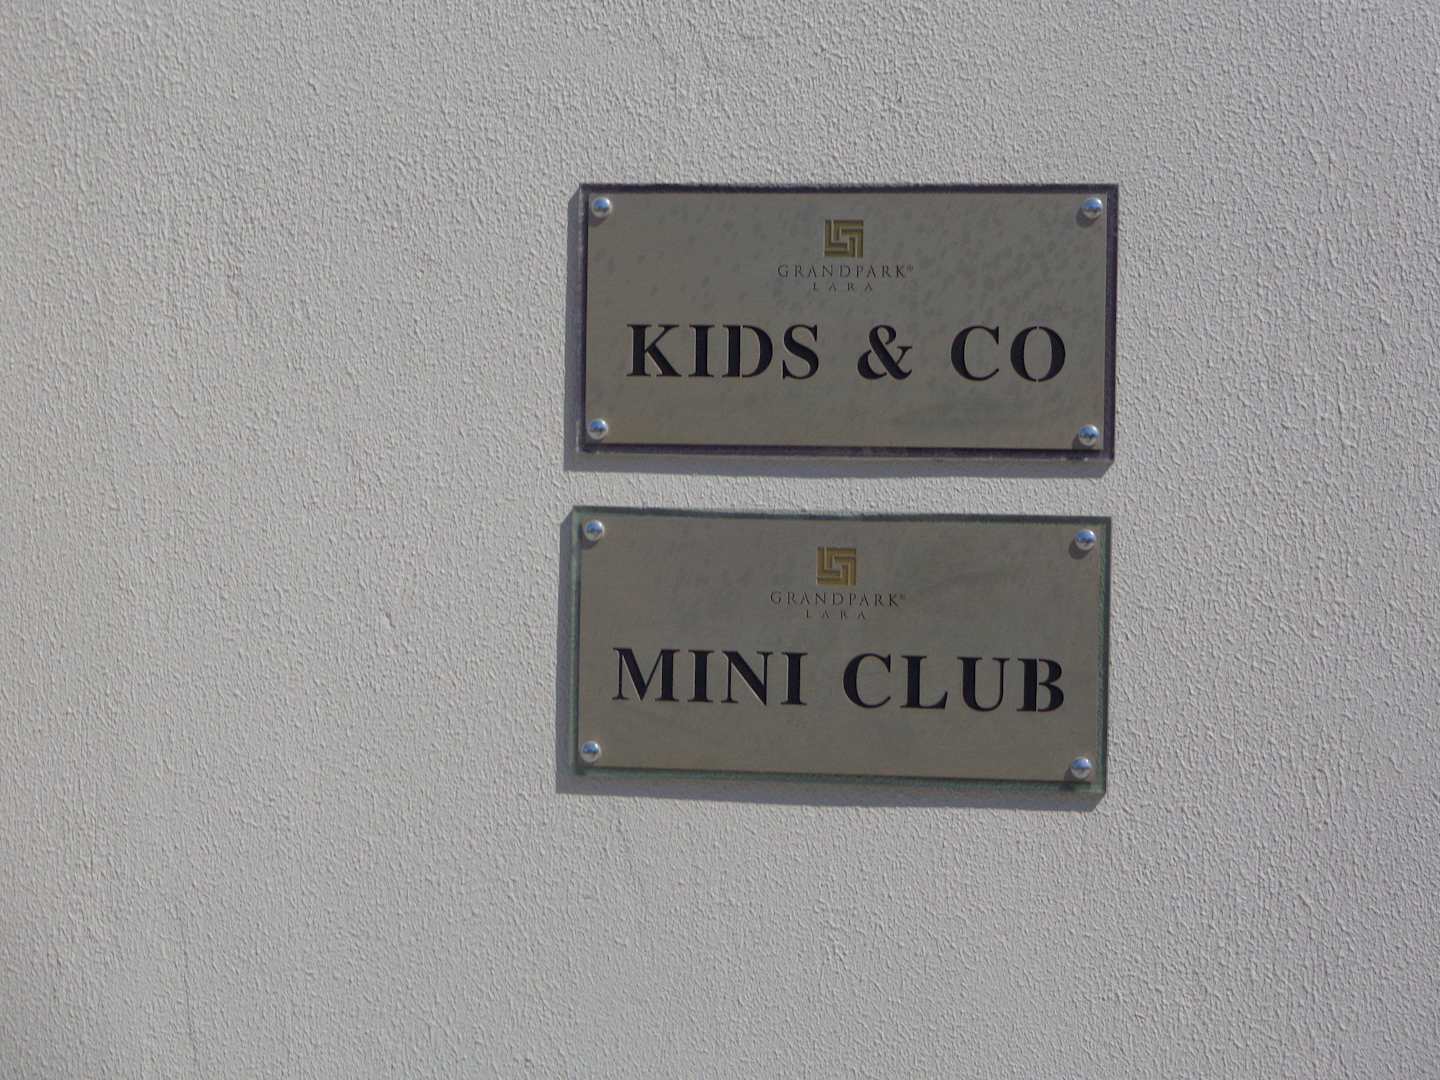 GRANDPARK®
LARA
KIDS & CO
GRANDPARK®
LARA
MINI CLUB